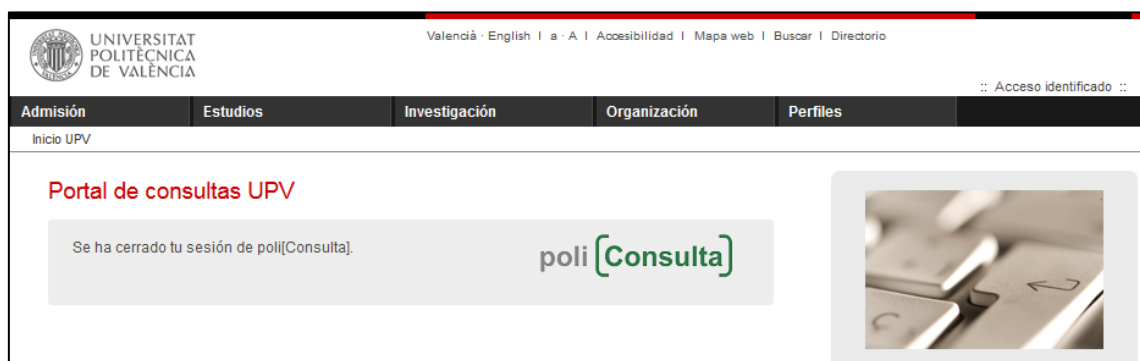 UNIVERSITAT
POLITÈCNICA
DE VALÈNCIA
Valencià · English I a · A I Accesibilidad I Mapa web I Buscar I Directorio
:: Acceso identificado ::
Admisión Estudios Investigación Organización Perfiles
Inicio UPV
Portal de consultas UPV
Se ha cerrado tu sesión de poli[Consulta].
poli [Consulta]